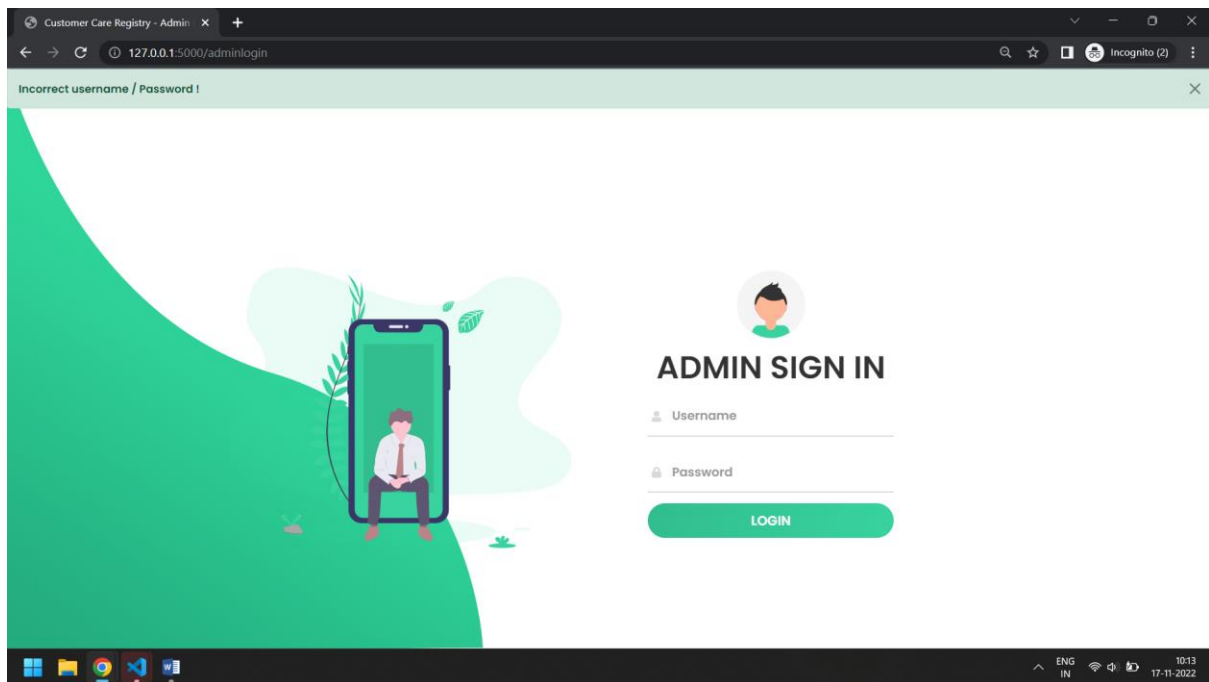 Customer Care Registry - Admin
127.0.0.1:5000/adminlogin
Incognito (2)
Incorrect username / Password !
ADMIN SIGN IN
Username
Password
LOGIN
ENG
IN
10:13
17-11-2022